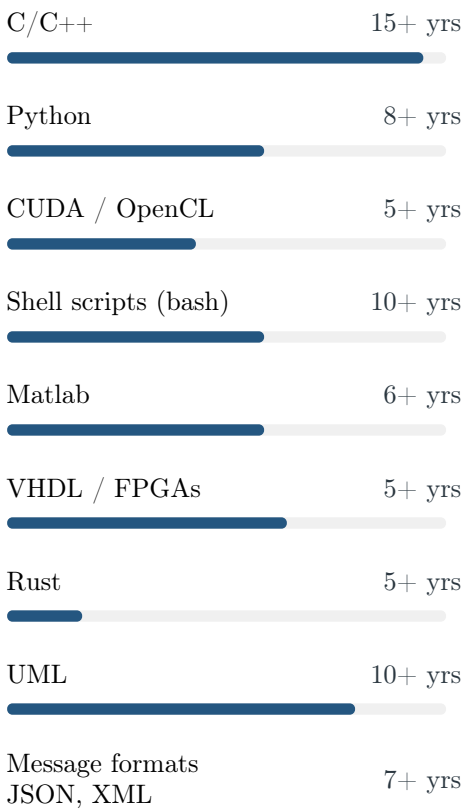 C/C++ 15+ yrs
Python 8+ yrs
CUDA / OpenCL 5+ yrs
Shell scripts (bash) 10+ yrs
Matlab 6+ yrs
VHDL / FPGAs 5+ yrs
Rust 5+ yrs
UML 10+ yrs
Message formats
JSON, XML 7+ yrs